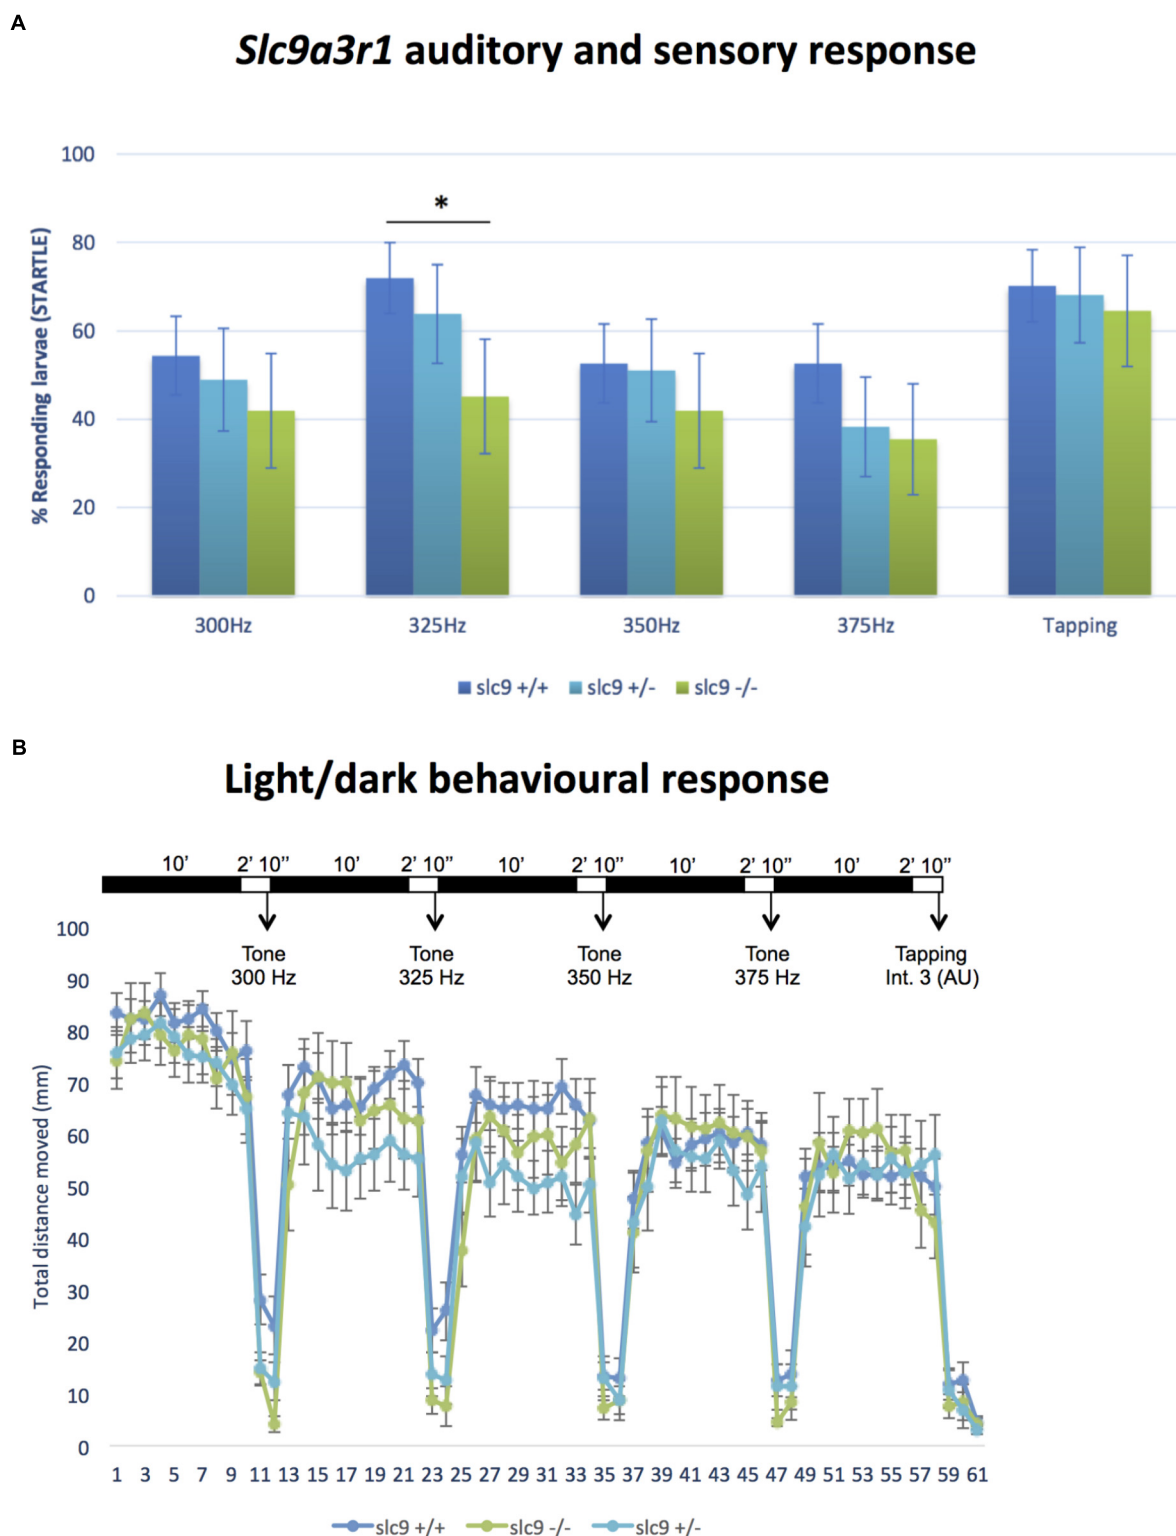 A
Slc9a3r1 auditory and sensory response
% Responding larvae (STARTLE)
100
80
60
40
20
0
*
300Hz 325Hz 350Hz 375Hz Tapping
slc9 +/+ slc9 +/- slc9 -/-
B
Light/dark behavioural response
10' 2' 10" 10' 2' 10" 10' 2' 10" 10' 2' 10" 10' 2' 10"
Tone Tone Tone Tone Tapping
300 Hz 325 Hz 350 Hz 375 Hz Int. 3 (AU)
Total distance moved (mm)
100
90
80
70
60
50
40
30
20
10
0
1 3 5 7 9 11 13 15 17 19 21 23 25 27 29 31 33 35 37 39 41 43 45 47 49 51 53 55 57 59 61
slc9 +/+ slc9 -/- slc9 +/-